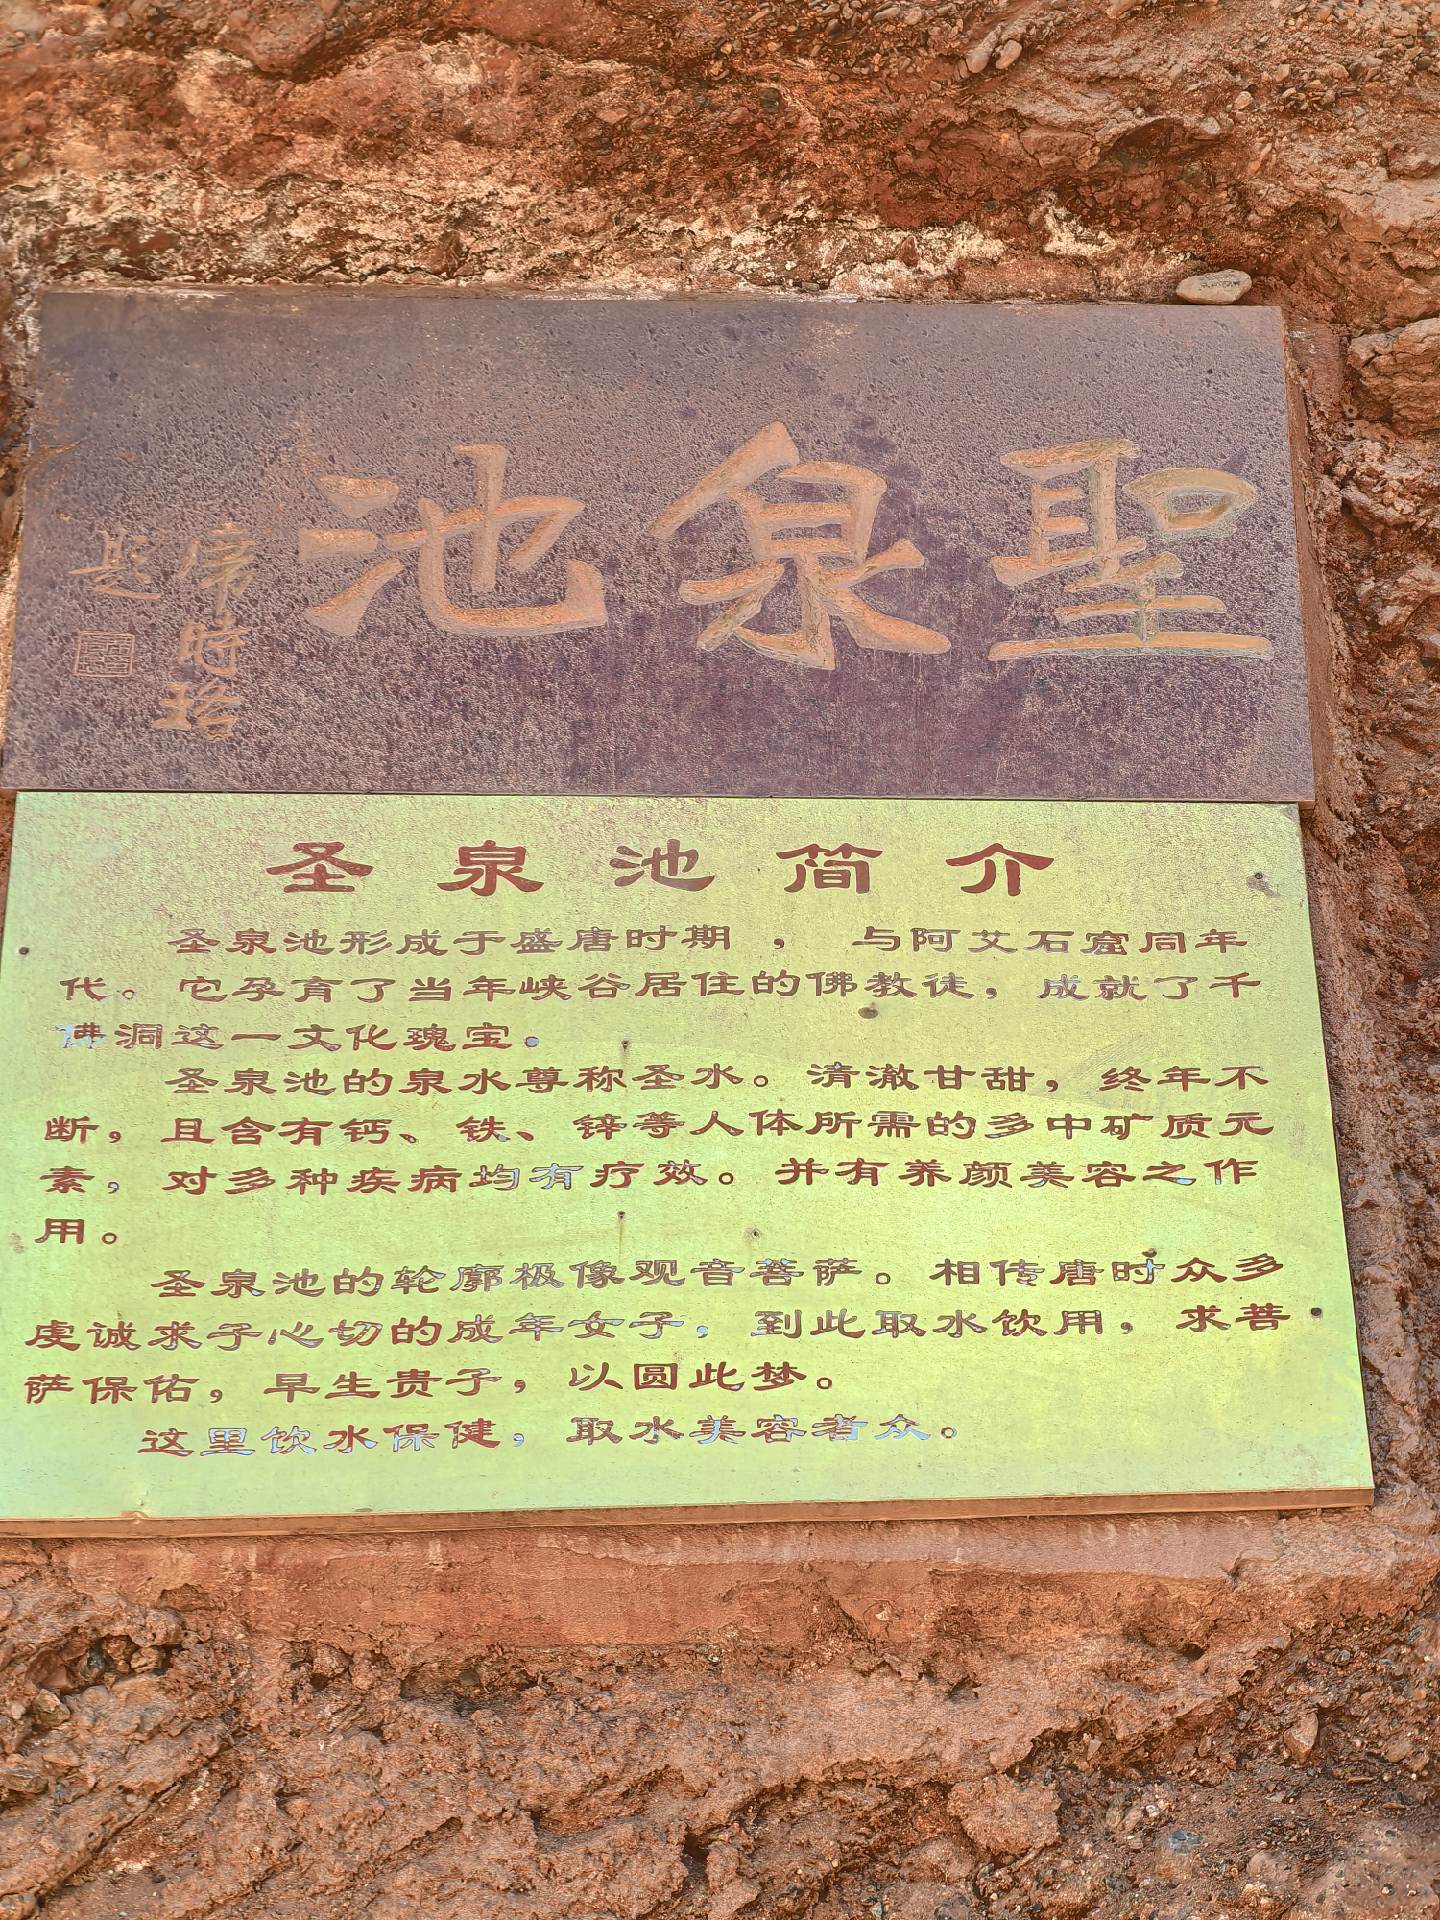 聖泉池
時珞
题
圣泉池简介
圣泉池形成于盛唐时期，与阿艾石窟同年
代。它孕育了当年峡谷居住的佛教徒，成就了千
佛洞这一文化瑰宝。
圣泉池的泉水尊称圣水。清澈甘甜，终年不
断，且含有钙、铁、锌等人体所需的多中矿质元
素，对多种疾病均有疗效。并有养颜美容之作
用。
圣泉池的轮廓极像观音菩萨。相传唐时众多
虔诚求子心切的成年女子，到此取水饮用，求菩
萨保佑，早生贵子，以圆此梦。
这里饮水保健，取水美容者众。